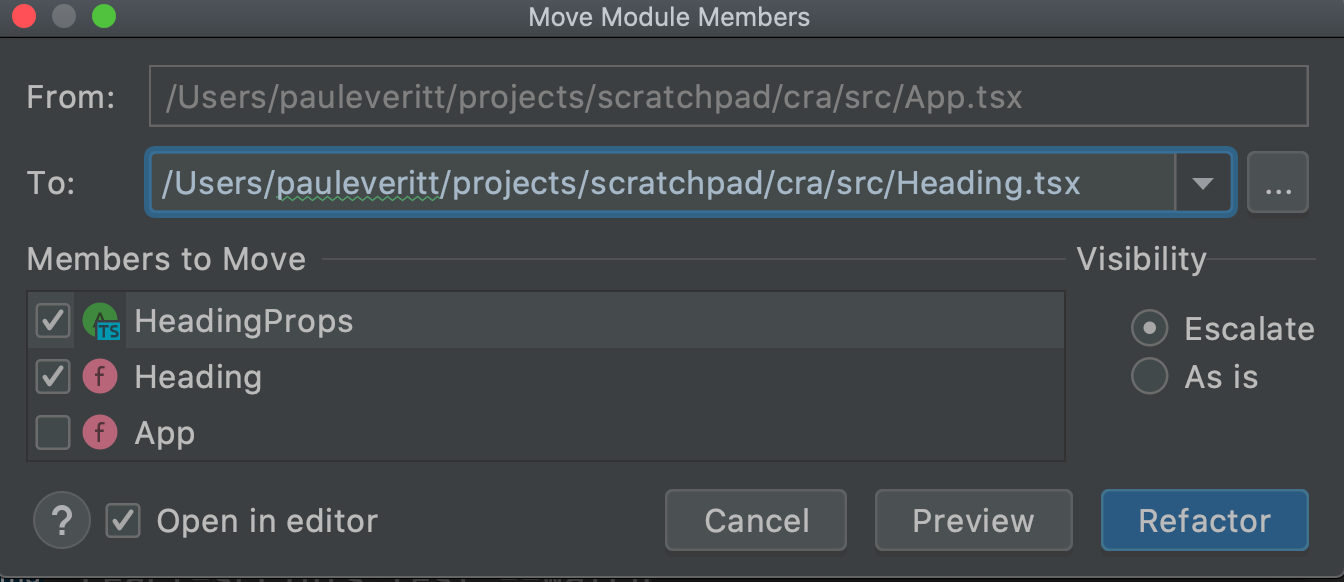 Move Module Members
From: /Users/pauleveritt/projects/scratchpad/cra/src/App.tsx
To: /Users/pauleveritt/projects/scratchpad/cra/src/Heading.tsx ...
Members to Move Visibility
A TS HeadingProps Escalate
f Heading As is
f App
? Open in editor Cancel Preview Refactor